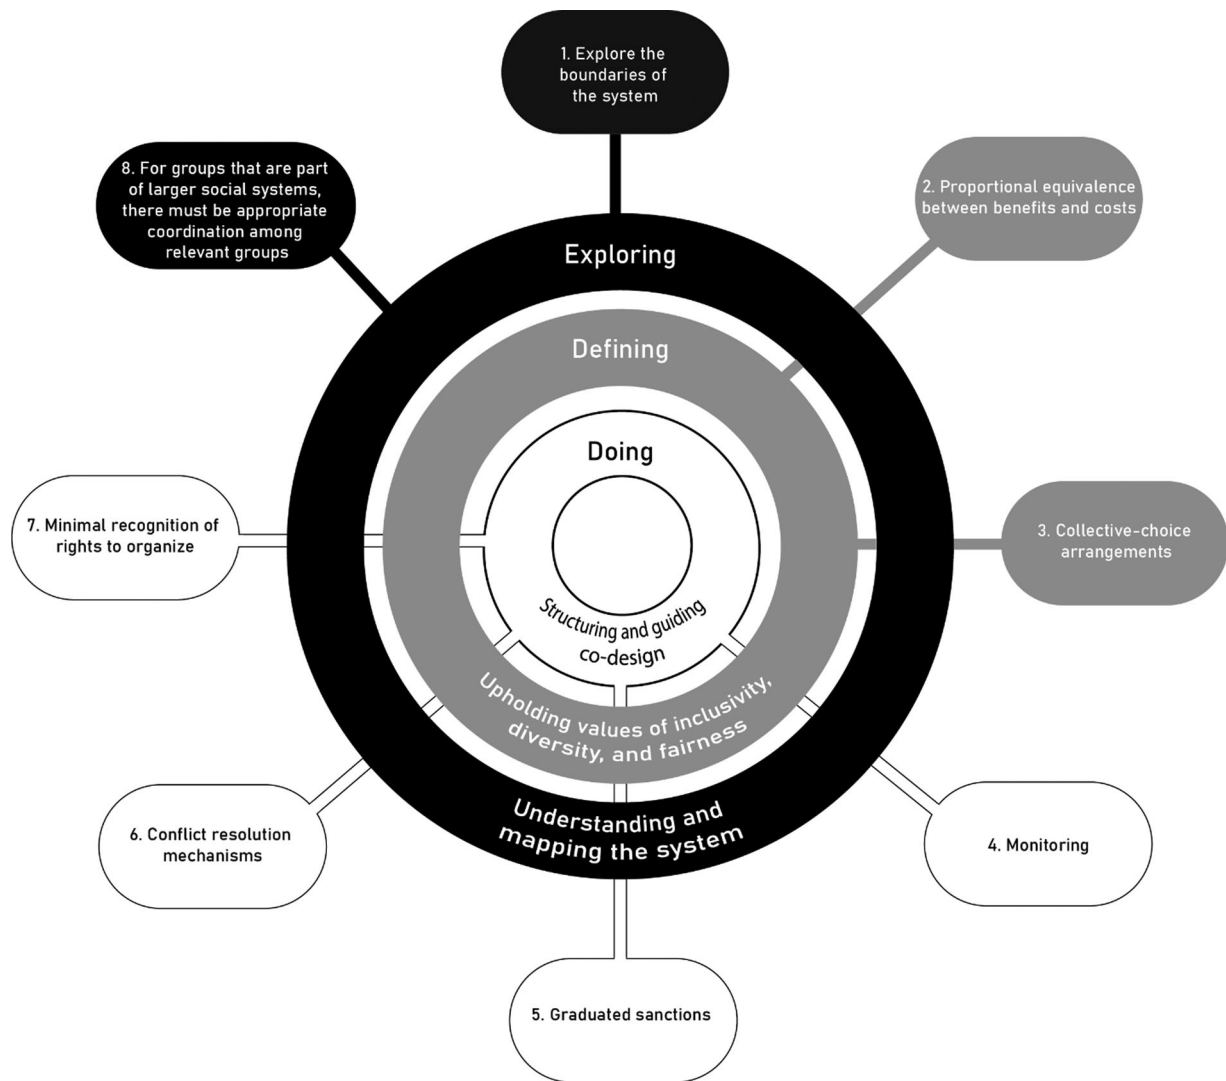 1. Explore the
boundaries of
the system
8. For groups that are part
of larger social systems,
there must be appropriate
coordination among
relevant groups
2. Proportional equivalence
between benefits and costs
Exploring
Defining
Doing
7. Minimal recognition of
rights to organize
3. Collective-choice
arrangements
Structuring and guiding
co-design
Upholding values of inclusivity,
diversity, and fairness
Understanding and
mapping the system
6. Conflict resolution
mechanisms
4. Monitoring
5. Graduated sanctions